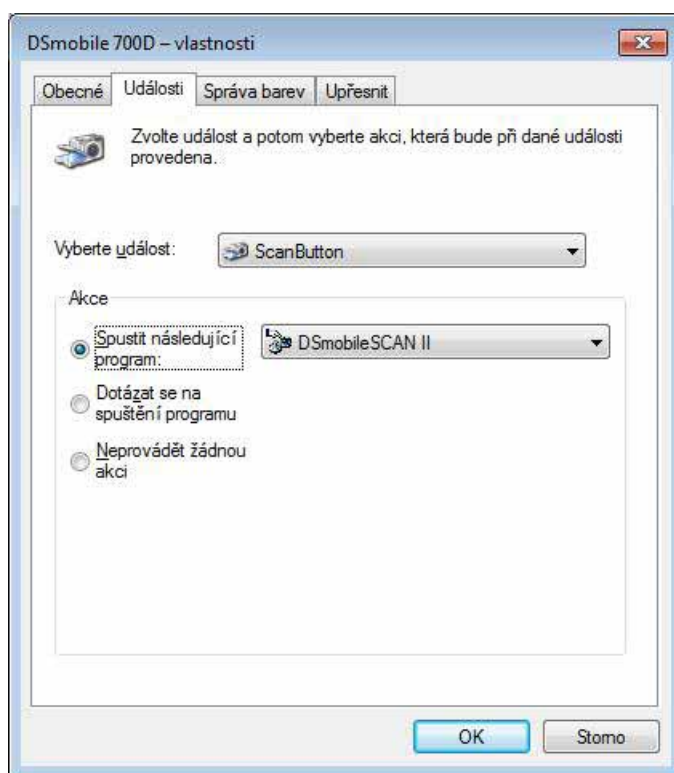 DSmobile 700D – vlastnosti
Obecné Události Správa barev Upřesnit
Zvolte událost a potom vyberte akci, která bude při dané události
provedena.
Vyberte událost: ScanButton
Akce
Spustit následující
program: DSmobileSCAN II
Dotázat se na
spuštění programu
Neprovádět žádnou
akci
OK Storno